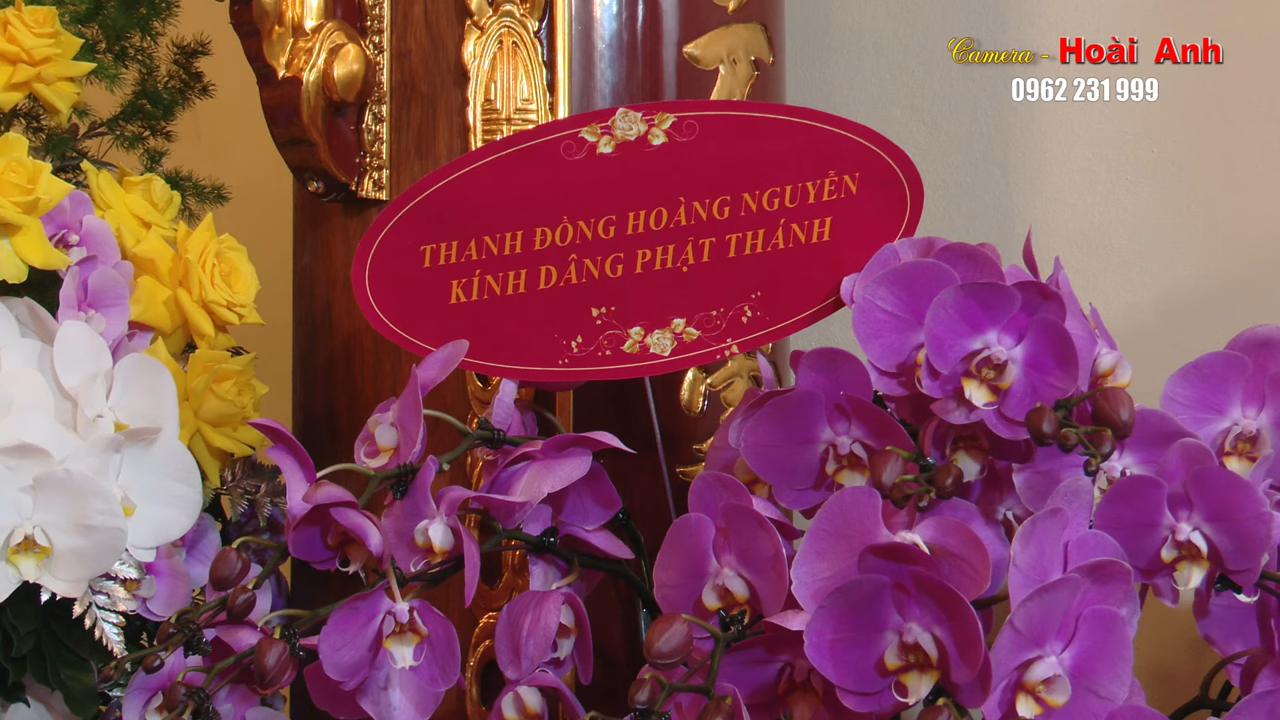 Camera - Hoài Anh
0962 231 999
THANH ĐỒNG HOÀNG NGUYỄN
KÍNH DÂNG PHẬT THÁNH